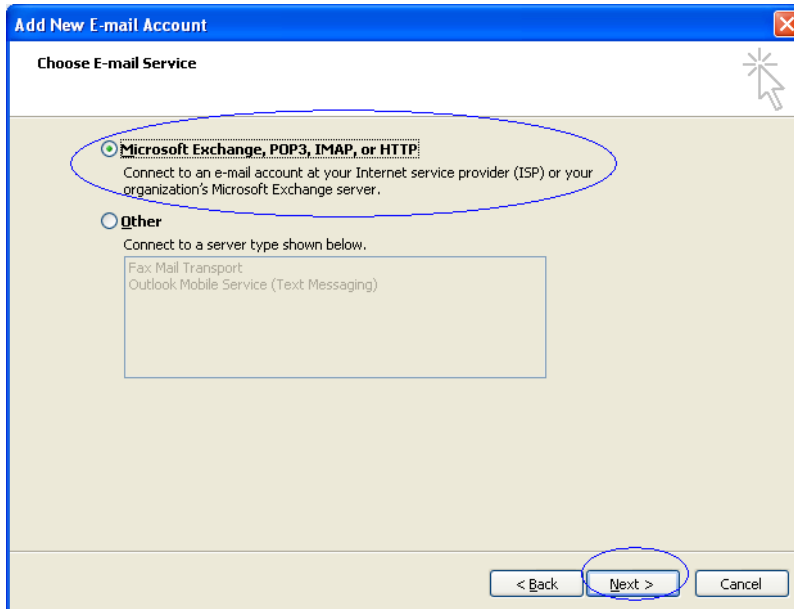 Add New E-mail Account
Choose E-mail Service
Microsoft Exchange, POP3, IMAP, or HTTP
Connect to an e-mail account at your Internet service provider (ISP) or your
organization's Microsoft Exchange server.
Other
Connect to a server type shown below.
Fax Mail Transport
Outlook Mobile Service (Text Messaging)
< Back Next > Cancel